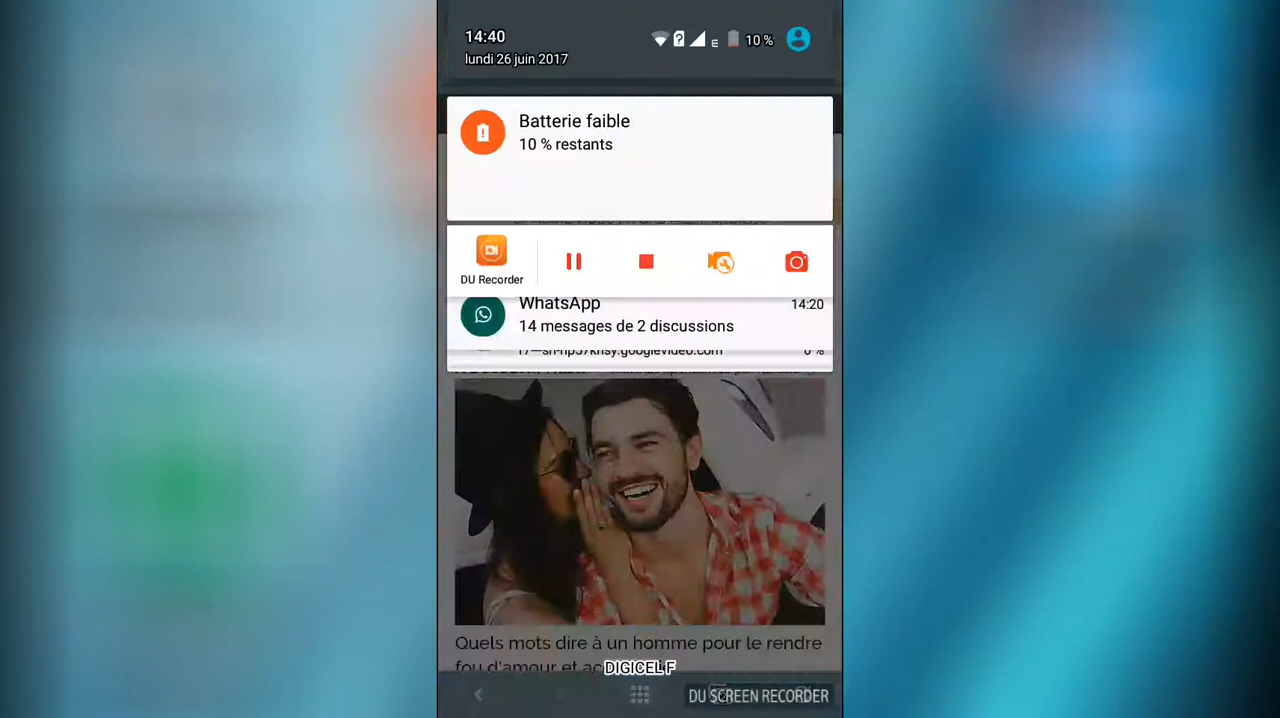 14:40
lundi 26 juin 2017
E
10 %
Batterie faible
10 % restants
DU Recorder
WhatsApp
14:20
14 messages de 2 discussions
0 %
Quels mots dire à un homme pour le rendre
fou d'amour et
DIGICEL F
DU SCREEN RECORDER